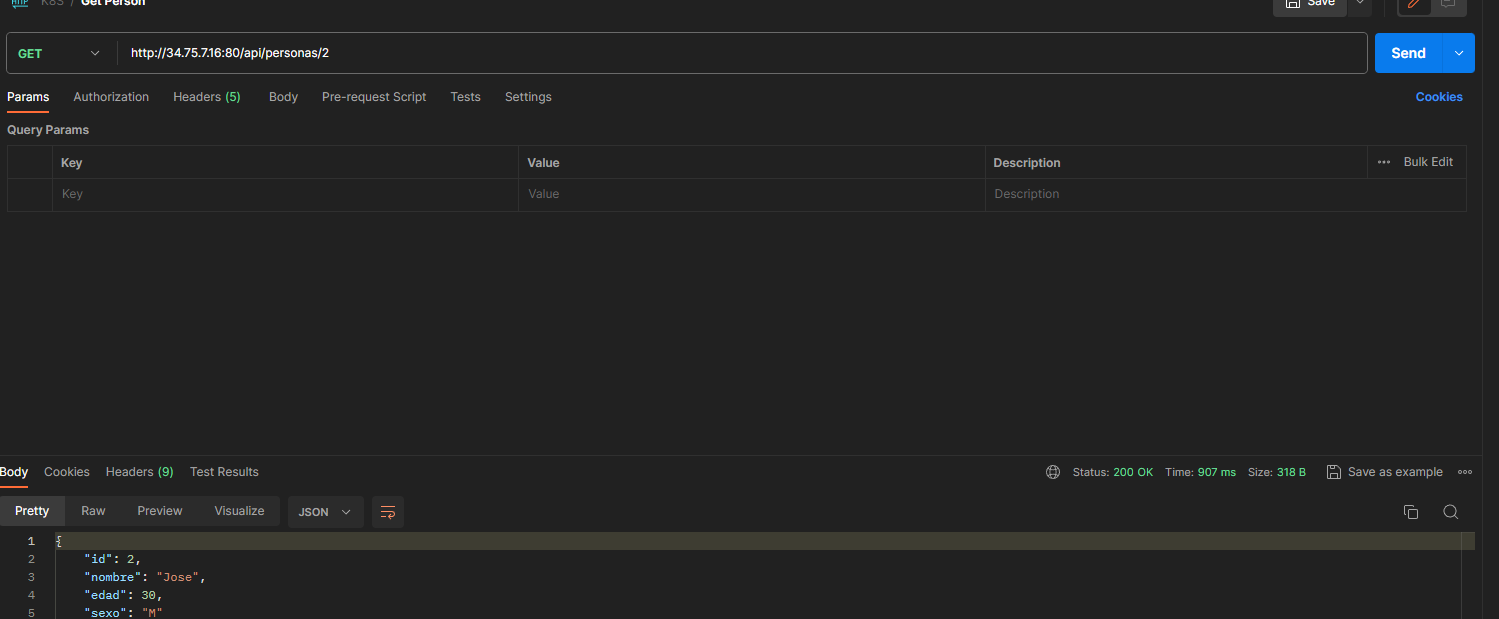 HTTP K8S / Get Person Save
GET http://34.75.7.16:80/api/personas/2 Send
Params Authorization Headers (5) Body Pre-request Script Tests Settings Cookies
Query Params
Key Value Description ••• Bulk Edit
Key Value Description
Body Cookies Headers (9) Test Results Status: 200 OK Time: 907 ms Size: 318 B Save as example
Pretty Raw Preview Visualize JSON
1 {
2 "id": 2,
3 "nombre": "Jose",
4 "edad": 30,
5 "sexo": "M"